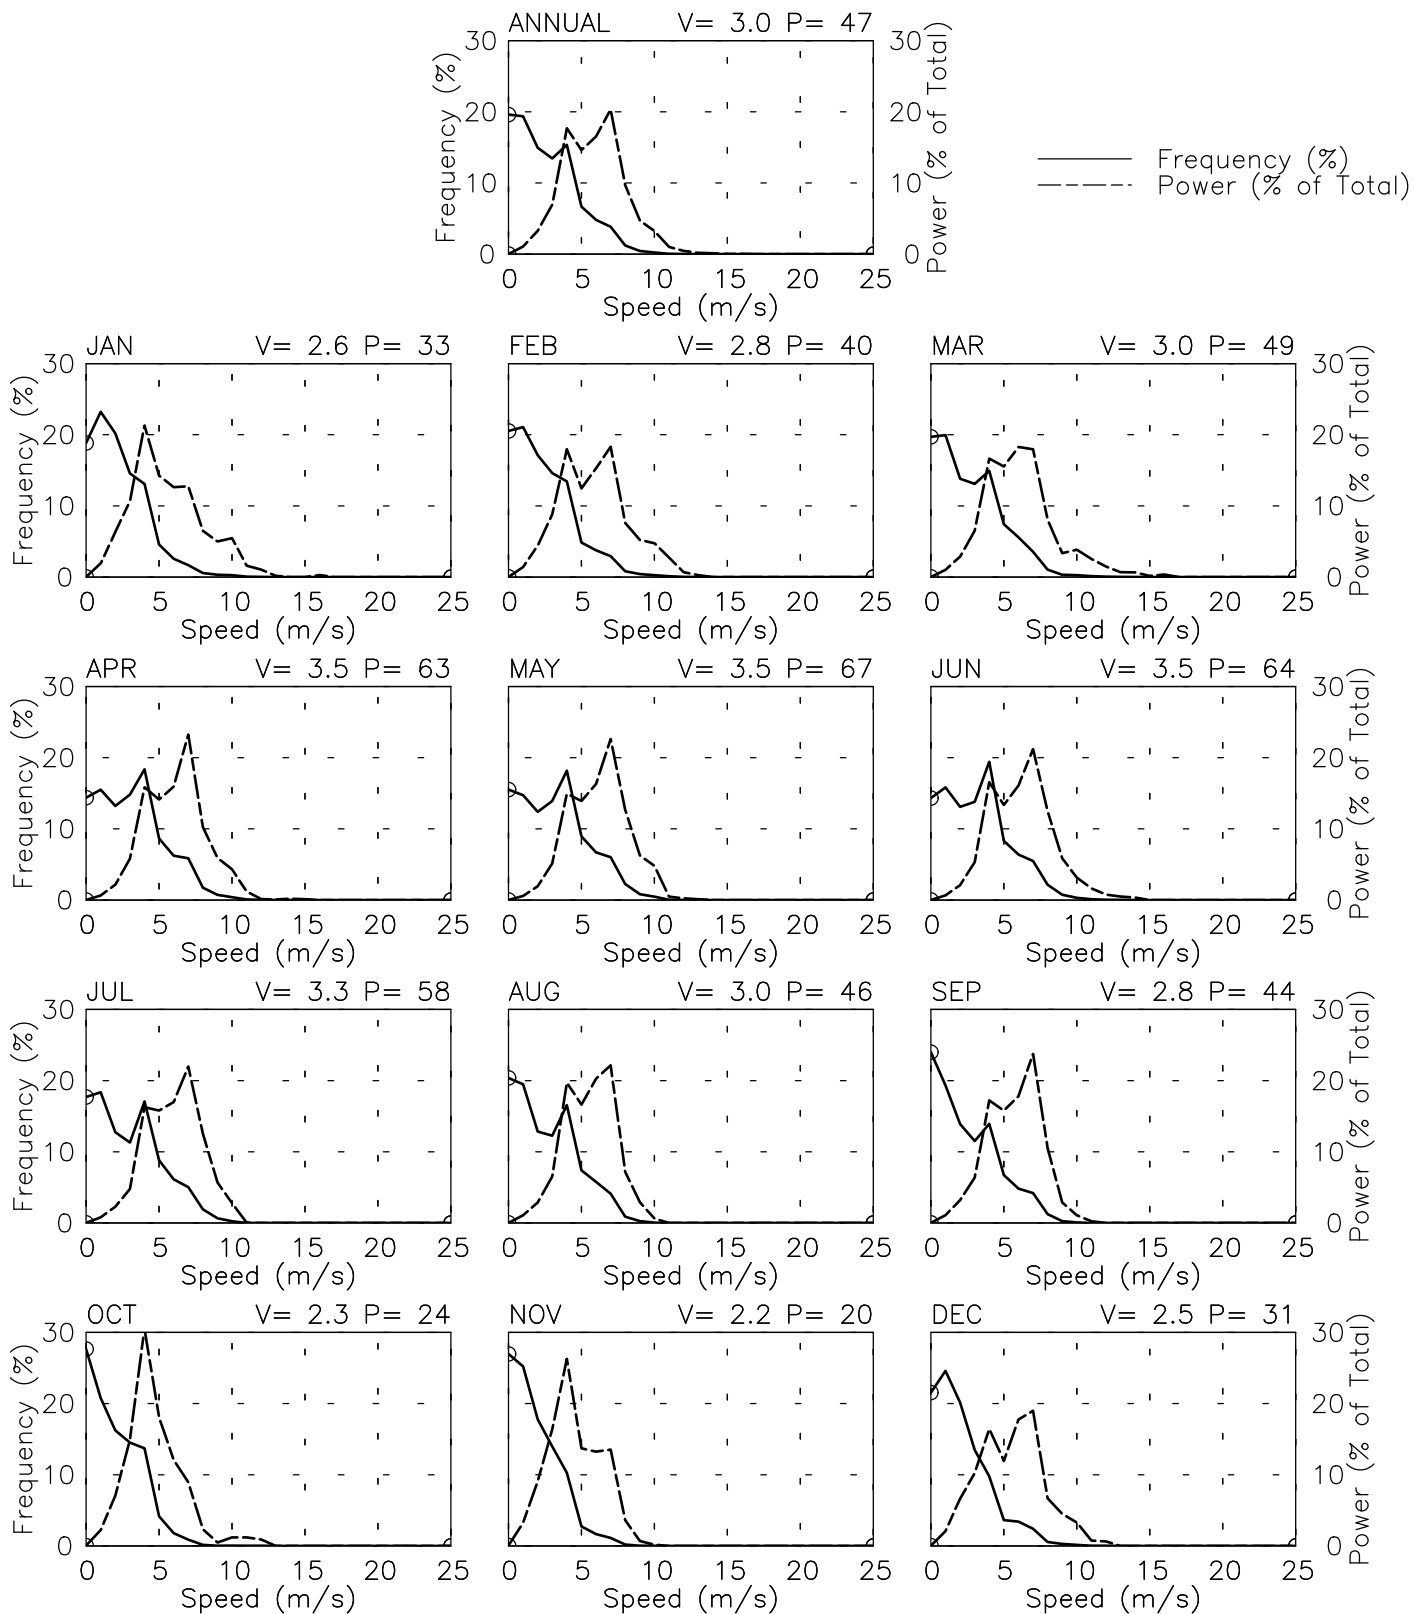 ANNUAL V= 3.0 P= 47
30 30
20 20
10 10
0 0
Frequency (%)
Power (% of Total)
0 5 10 15 20 25
Speed (m/s)
Frequency (%)
Power (% of Total)
JAN V= 2.6 P= 33 FEB V= 2.8 P= 40 MAR V= 3.0 P= 49
30 30
20 20
10 10
0 0
Frequency (%)
Power (% of Total)
0 5 10 15 20 25 0 5 10 15 20 25 0 5 10 15 20 25
Speed (m/s) Speed (m/s) Speed (m/s)
APR V= 3.5 P= 63 MAY V= 3.5 P= 67 JUN V= 3.5 P= 64
30 30
20 20
10 10
0 0
Frequency (%)
Power (% of Total)
0 5 10 15 20 25 0 5 10 15 20 25 0 5 10 15 20 25
Speed (m/s) Speed (m/s) Speed (m/s)
JUL V= 3.3 P= 58 AUG V= 3.0 P= 46 SEP V= 2.8 P= 44
30 30
20 20
10 10
0 0
Frequency (%)
Power (% of Total)
0 5 10 15 20 25 0 5 10 15 20 25 0 5 10 15 20 25
Speed (m/s) Speed (m/s) Speed (m/s)
OCT V= 2.3 P= 24 NOV V= 2.2 P= 20 DEC V= 2.5 P= 31
30 30
20 20
10 10
0 0
Frequency (%)
Power (% of Total)
0 5 10 15 20 25 0 5 10 15 20 25 0 5 10 15 20 25
Speed (m/s) Speed (m/s) Speed (m/s)